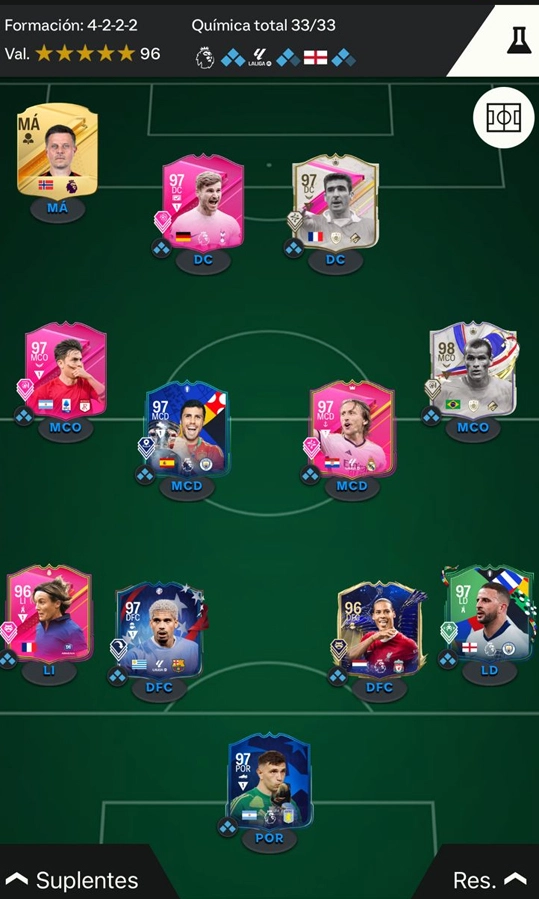 Formación: 4-2-2-2
Química total 33/33
Val. 96
LALIGA
MÁ
MÁ
97
DC
DC
97
DC
DC
97
MCO
MCO
98
MCO
MCO
97
MCD
MCD
97
MCD
MCD
96
LI
LI
97
DFC
DFC
96
DFC
DFC
97
LD
LD
97
POR
POR
Suplentes
Res.